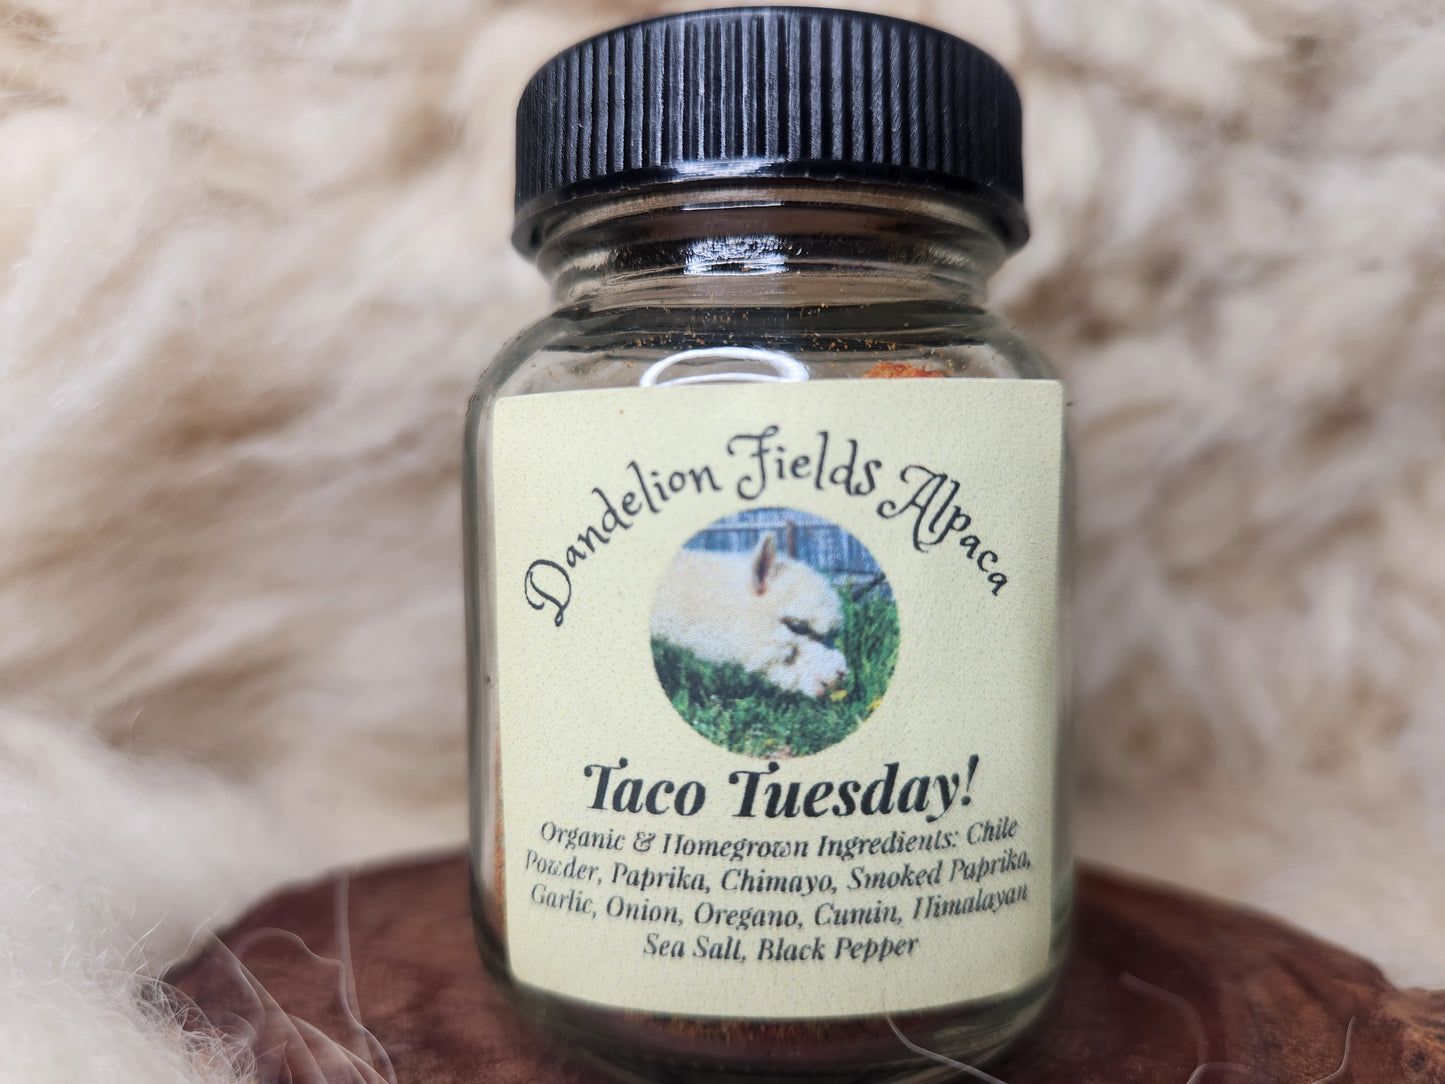 Dandelion Fields Alpaca
Taco Tuesday!
Organic & Homegrown Ingredients: Chile
Powder, Paprika, Chimayo, Smoked Paprika,
Garlic, Onion, Oregano, Cumin, Himalayan
Sea Salt, Black Pepper